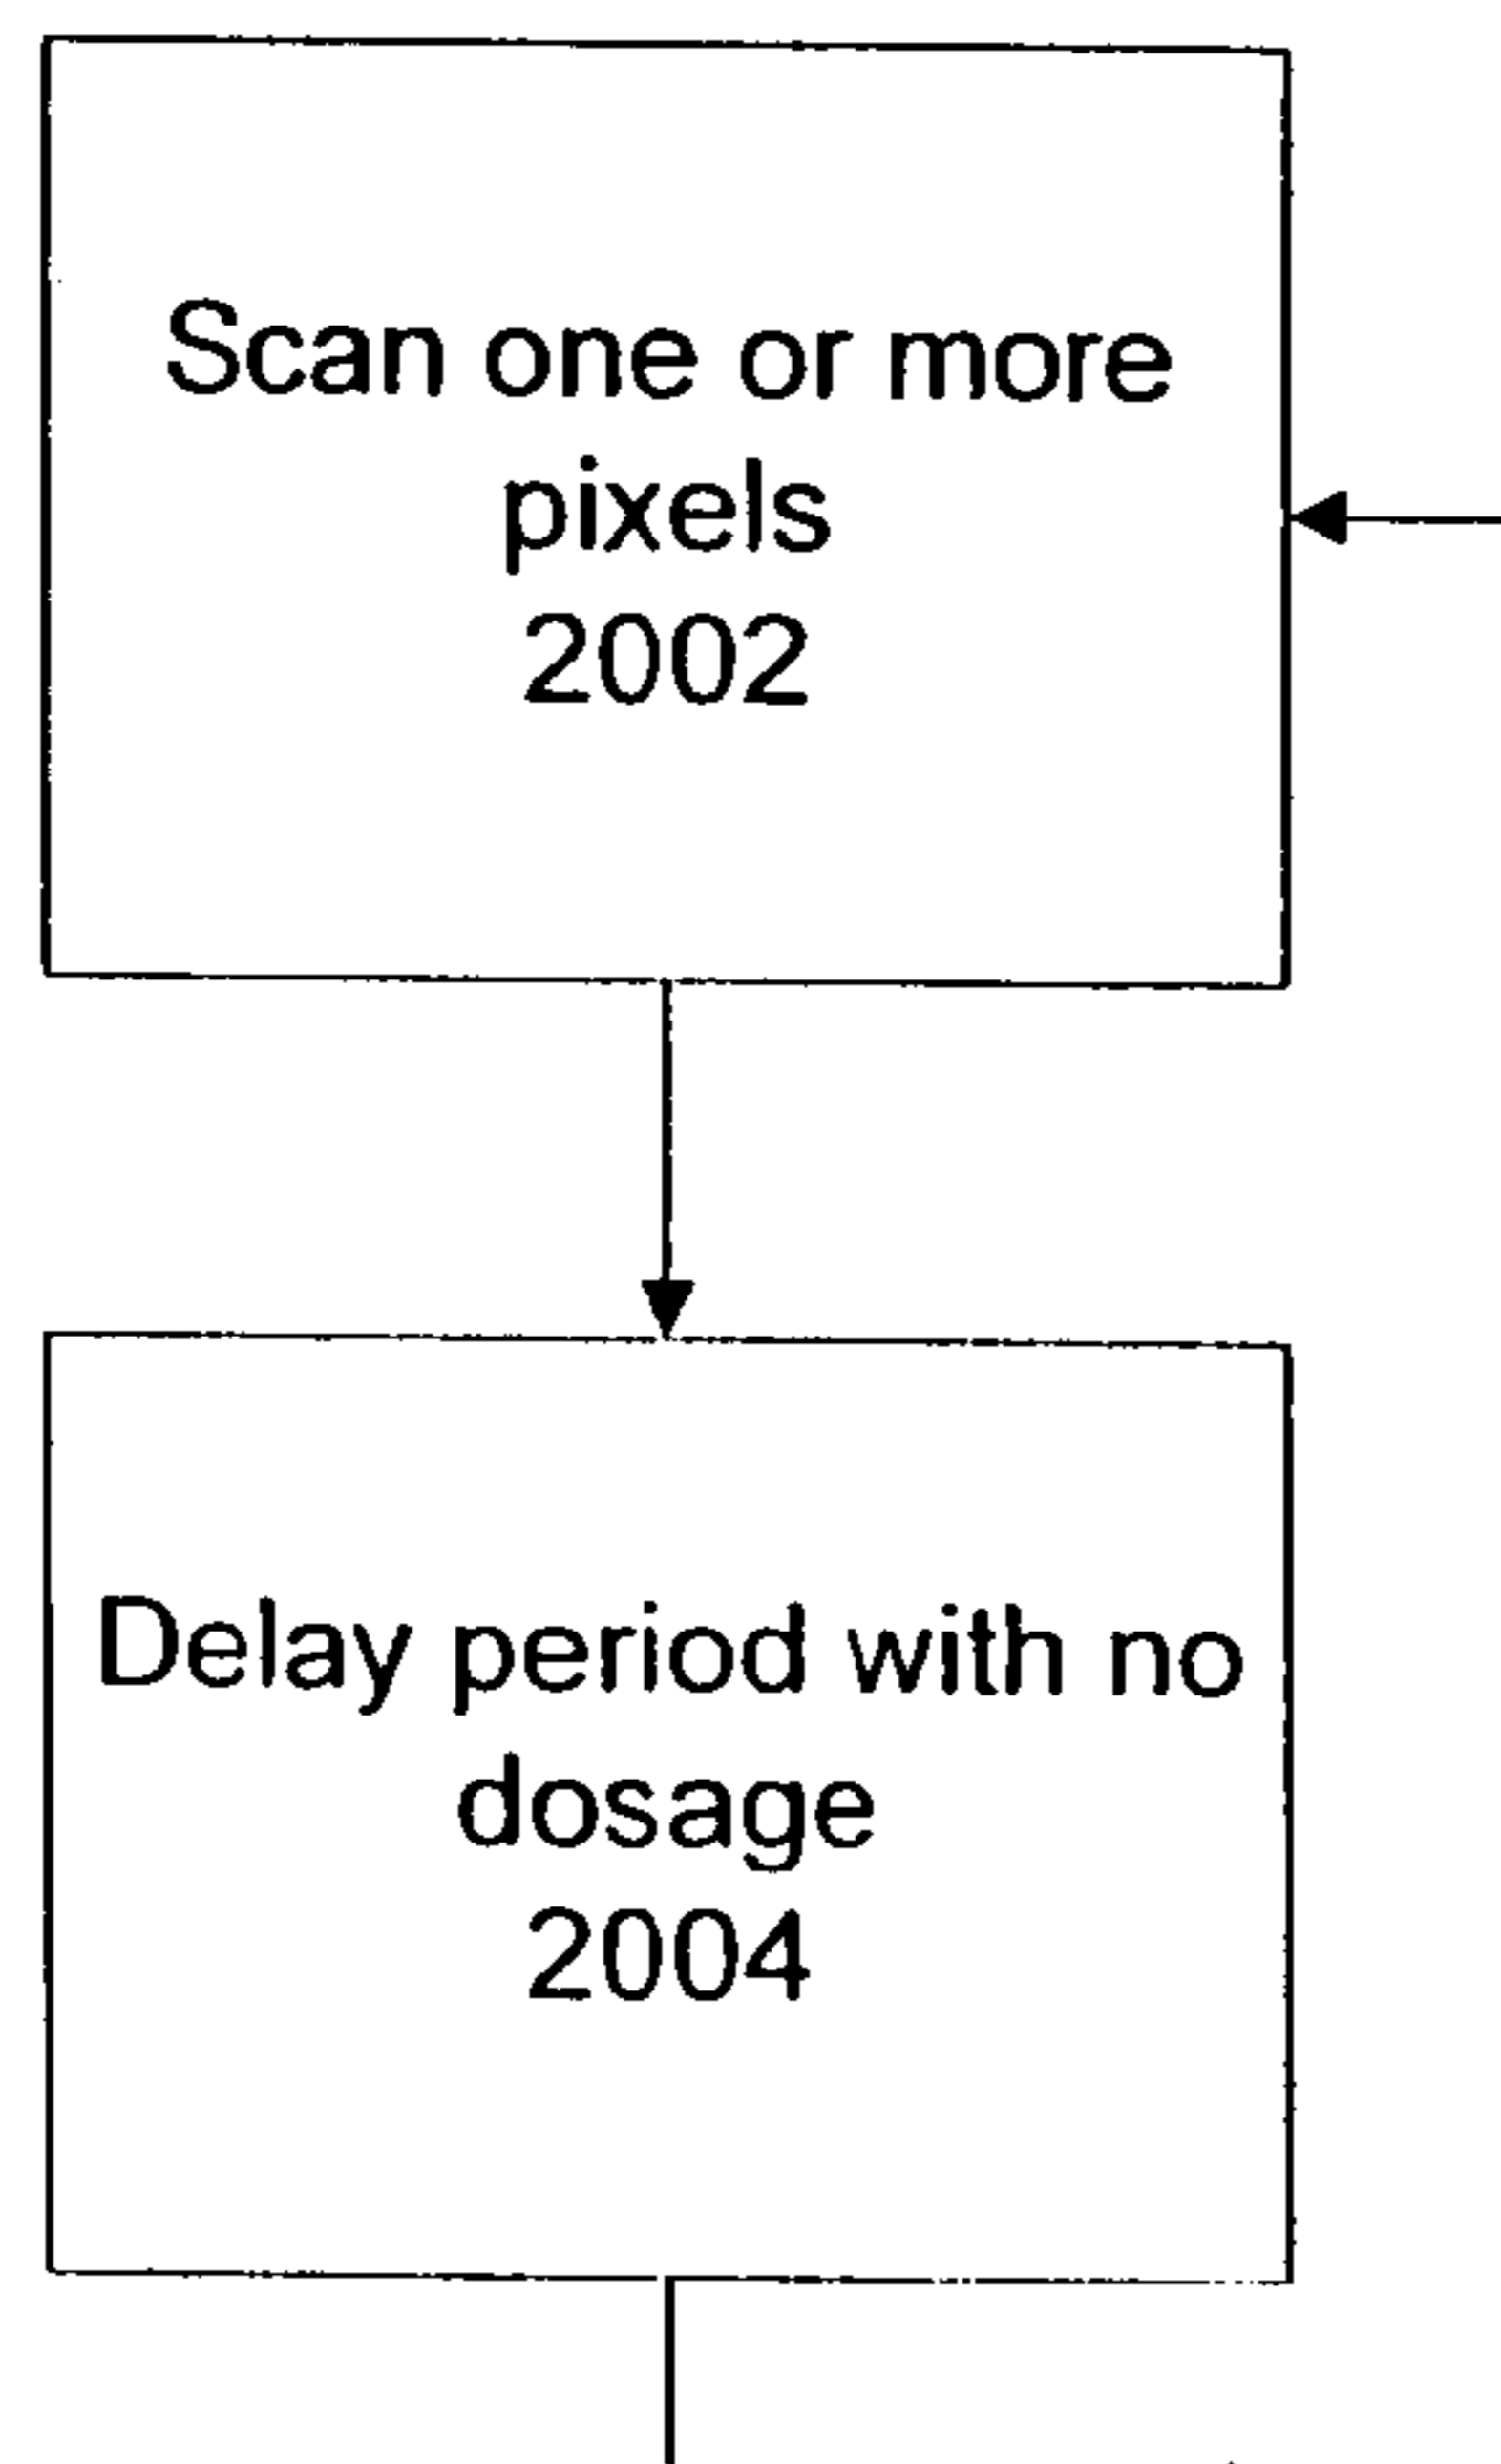 Scan one or more
pixels
2002
Delay period with no
dosage
2004